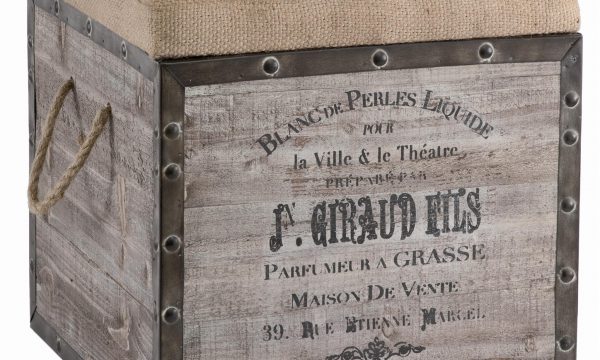 BLANC DE PERLES LIQUIDE
POUR
la Ville & le Théatre
PRÉPARÉ PAR
JN. GIRAUD FILS
PARFUMEUR A GRASSE
MAISON DE VENTE
39. RUE ETIENNE MARCEL